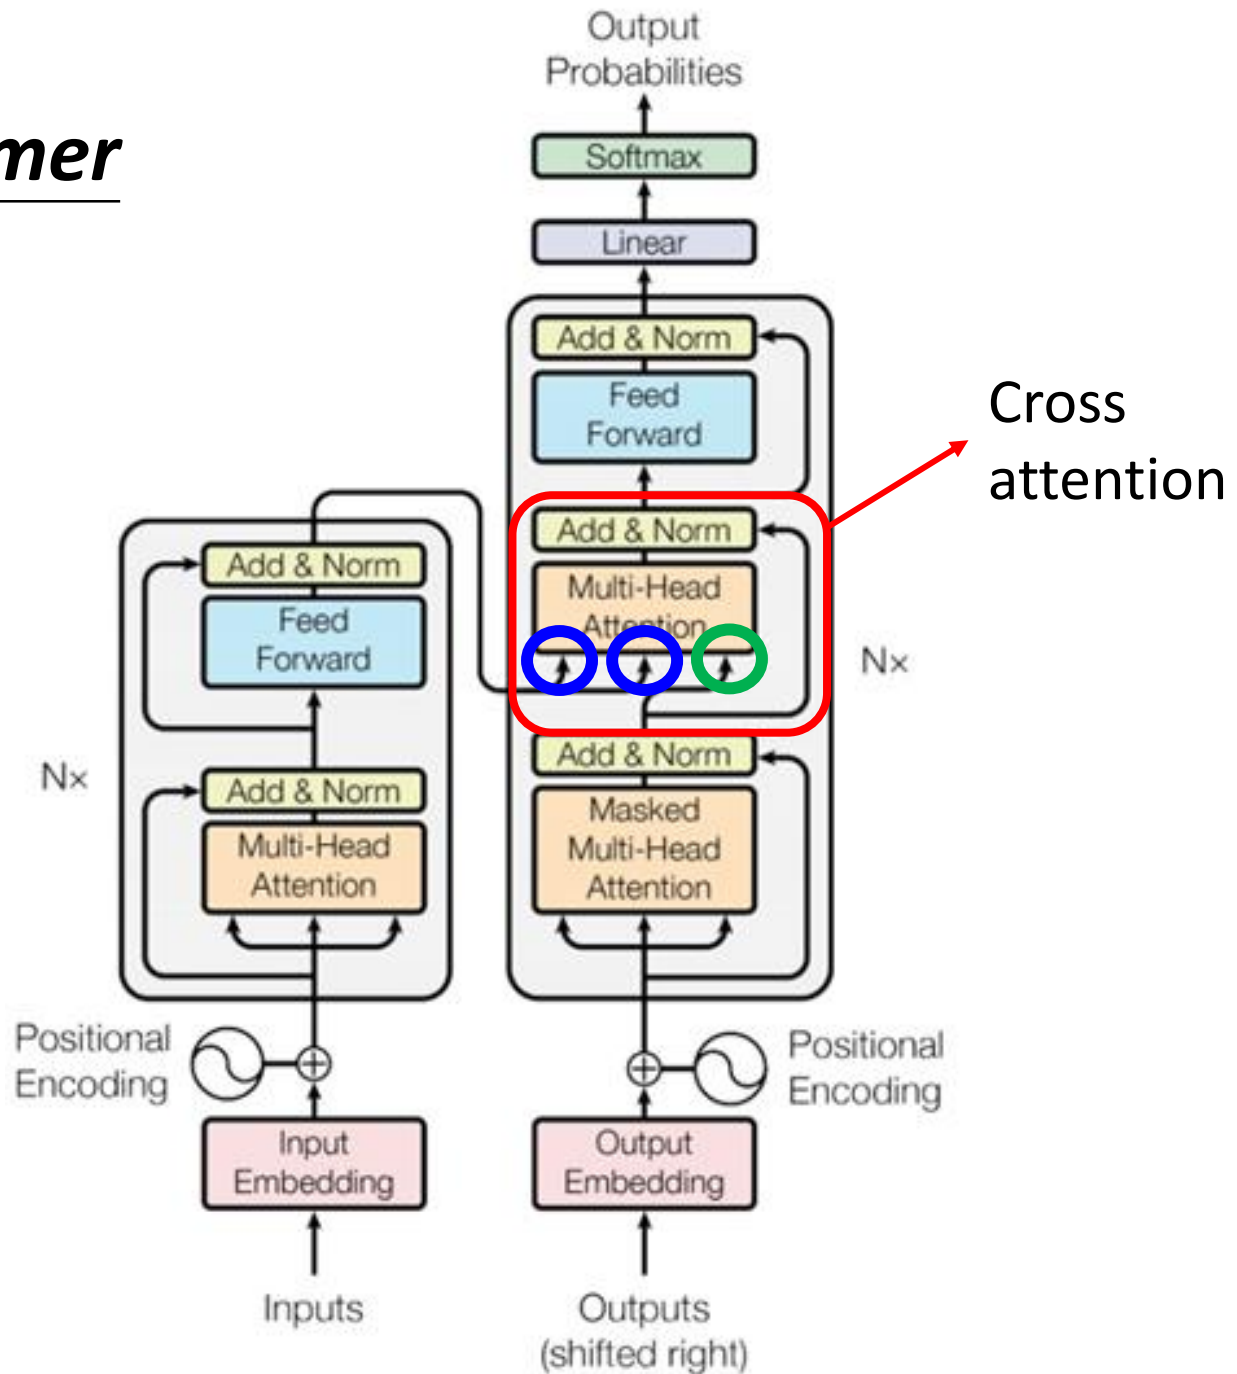 Output
Probabilities
mer
Softmax
Linear
Add & Norm
Feed
Forward
Cross
attention
Add & Norm
Multi-Head
Attention
Nx
Add & Norm
Masked
Multi-Head
Attention
Add & Norm
Feed
Forward
Nx
Add & Norm
Multi-Head
Attention
Positional
Encoding
Positional
Encoding
Input
Embedding
Output
Embedding
Inputs
Outputs
(shifted right)